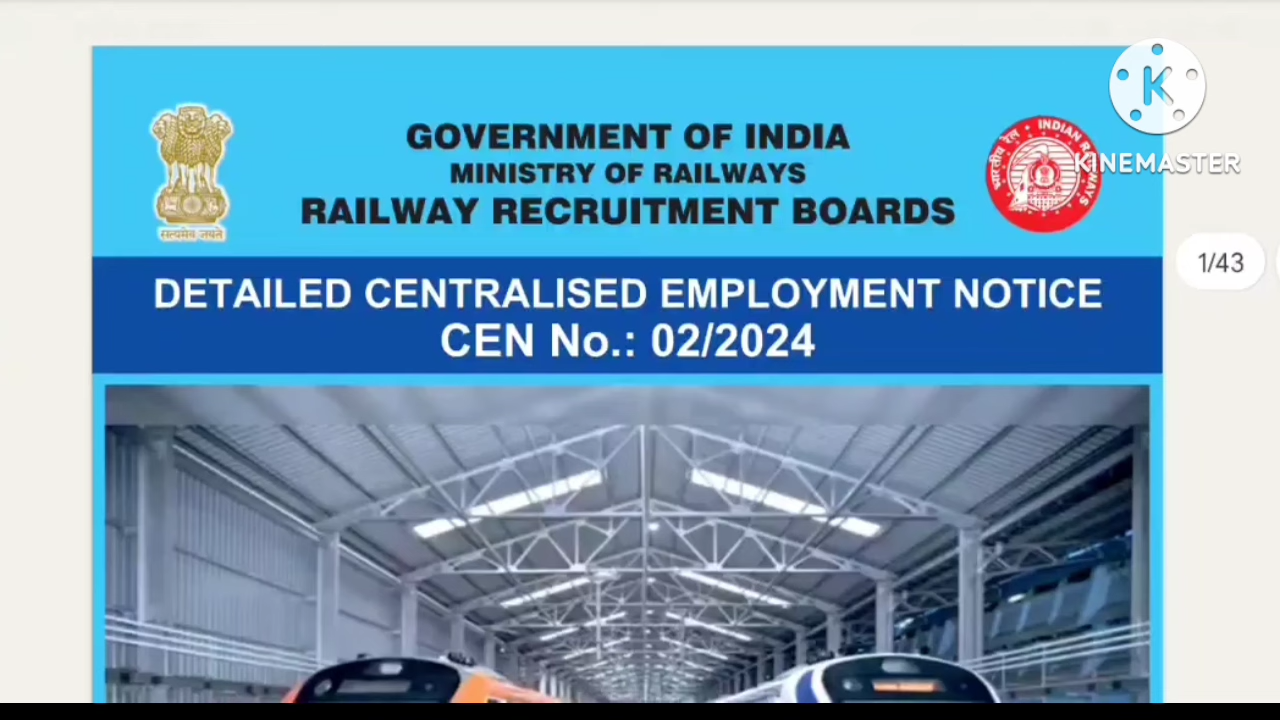 GOVERNMENT OF INDIA
MINISTRY OF RAILWAYS
RAILWAY RECRUITMENT BOARDS
सत्यमेव जयते
भारतीय रेल • INDIAN RAILWAYS
KINEMASTER
1/43
DETAILED CENTRALISED EMPLOYMENT NOTICE
CEN No.: 02/2024